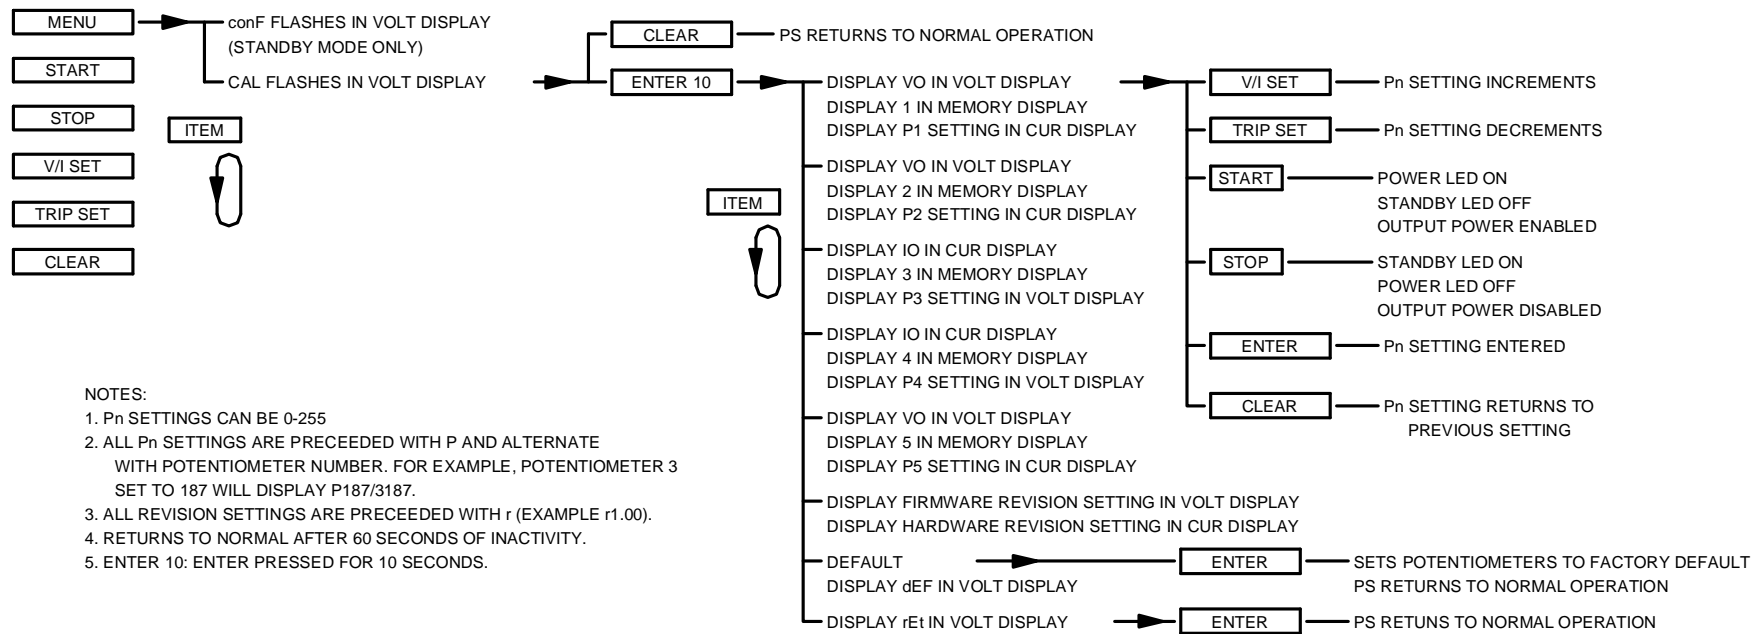 MENU
conF FLASHES IN VOLT DISPLAY
(STANDBY MODE ONLY)
CAL FLASHES IN VOLT DISPLAY
START
STOP
V/I SET
TRIP SET
CLEAR
ITEM
CLEAR
PS RETURNS TO NORMAL OPERATION
ENTER 10
ITEM
DISPLAY VO IN VOLT DISPLAY
DISPLAY 1 IN MEMORY DISPLAY
DISPLAY P1 SETTING IN CUR DISPLAY
DISPLAY VO IN VOLT DISPLAY
DISPLAY 2 IN MEMORY DISPLAY
DISPLAY P2 SETTING IN CUR DISPLAY
DISPLAY IO IN CUR DISPLAY
DISPLAY 3 IN MEMORY DISPLAY
DISPLAY P3 SETTING IN VOLT DISPLAY
DISPLAY IO IN CUR DISPLAY
DISPLAY 4 IN MEMORY DISPLAY
DISPLAY P4 SETTING IN VOLT DISPLAY
DISPLAY VO IN VOLT DISPLAY
DISPLAY 5 IN MEMORY DISPLAY
DISPLAY P5 SETTING IN CUR DISPLAY
DISPLAY FIRMWARE REVISION SETTING IN VOLT DISPLAY
DISPLAY HARDWARE REVISION SETTING IN CUR DISPLAY
DEFAULT
DISPLAY dEF IN VOLT DISPLAY
DISPLAY rEt IN VOLT DISPLAY
V/I SET
Pn SETTING INCREMENTS
TRIP SET
Pn SETTING DECREMENTS
START
POWER LED ON
STANDBY LED OFF
OUTPUT POWER ENABLED
STOP
STANDBY LED ON
POWER LED OFF
OUTPUT POWER DISABLED
ENTER
Pn SETTING ENTERED
CLEAR
Pn SETTING RETURNS TO
PREVIOUS SETTING
ENTER
SETS POTENTIOMETERS TO FACTORY DEFAULT
PS RETURNS TO NORMAL OPERATION
ENTER
PS RETUNS TO NORMAL OPERATION
NOTES:
1. Pn SETTINGS CAN BE 0-255
2. ALL Pn SETTINGS ARE PRECEEDED WITH P AND ALTERNATE
WITH POTENTIOMETER NUMBER. FOR EXAMPLE, POTENTIOMETER 3
SET TO 187 WILL DISPLAY P187/3187.
3. ALL REVISION SETTINGS ARE PRECEEDED WITH r (EXAMPLE r1.00).
4. RETURNS TO NORMAL AFTER 60 SECONDS OF INACTIVITY.
5. ENTER 10: ENTER PRESSED FOR 10 SECONDS.